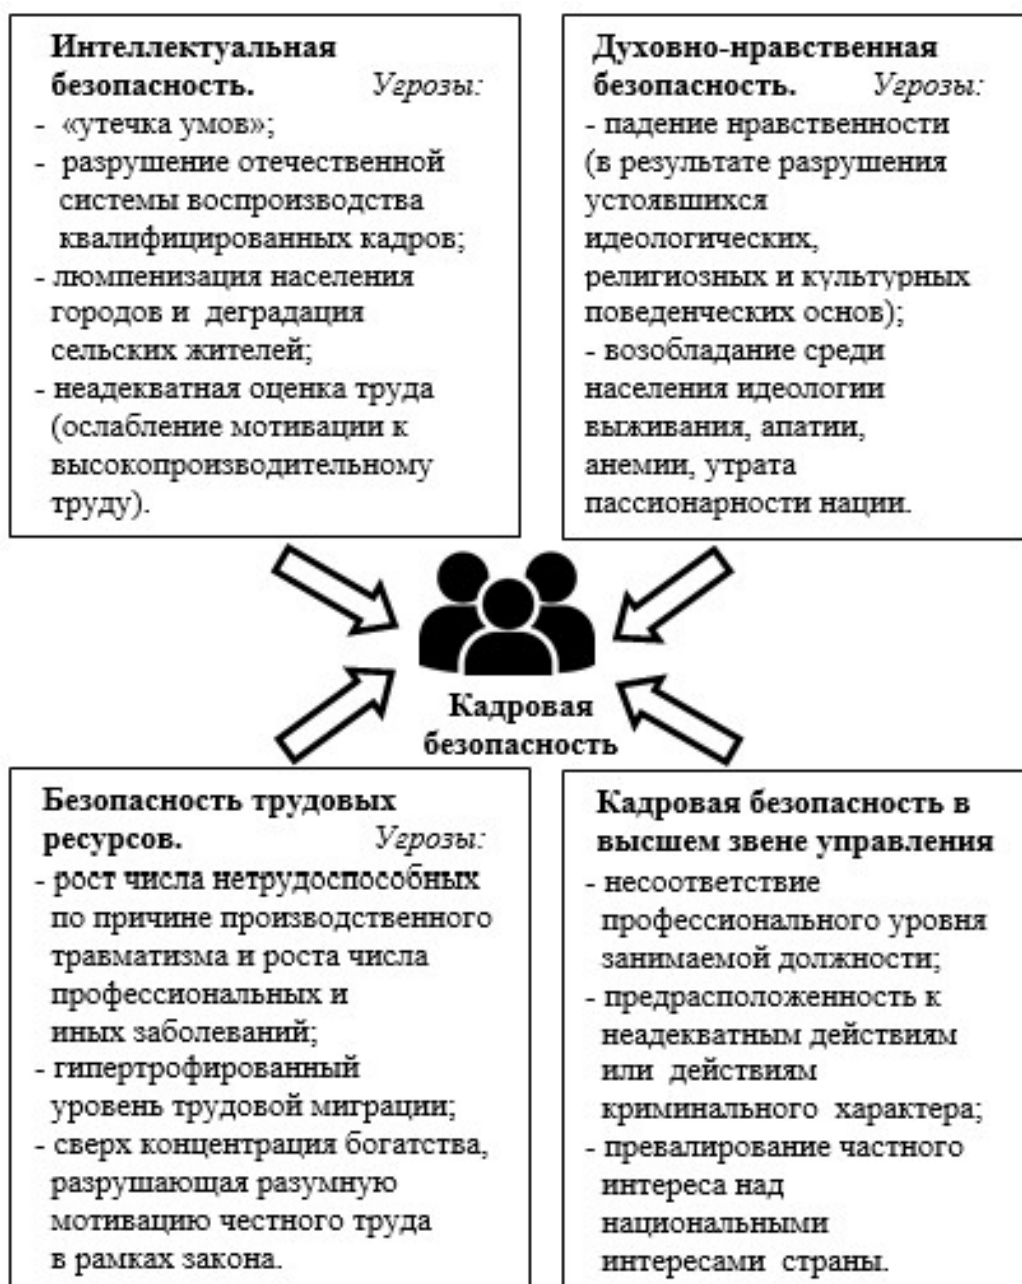 Интеллектуальная
безопасность. Угрозы:
- «утечка умов»;
- разрушение отечественной
системы воспроизводства
квалифицированных кадров;
- люмпенизация населения
городов и деградация
сельских жителей;
- неадекватная оценка труда
(ослабление мотивации к
высокопроизводительному
труду).
Духовно-нравственная
безопасность. Угрозы:
- падение нравственности
(в результате разрушения
устоявшихся
идеологических,
религиозных и культурных
поведенческих основ);
- возобладание среди
населения идеологии
выживания, апатии,
анемии, утрата
пассионарности нации.
Кадровая
безопасность
Безопасность трудовых
ресурсов. Угрозы:
- рост числа нетрудоспособных
по причине производственного
травматизма и роста числа
профессиональных и
иных заболеваний;
- гипертрофированный
уровень трудовой миграции;
- сверх концентрация богатства,
разрушающая разумную
мотивацию честного труда
в рамках закона.
Кадровая безопасность в
высшем звене управления
- несоответствие
профессионального уровня
занимаемой должности;
- предрасположенность к
неадекватным действиям
или действиям
криминального характера;
- превалирование частного
интереса над
национальными
интересами страны.